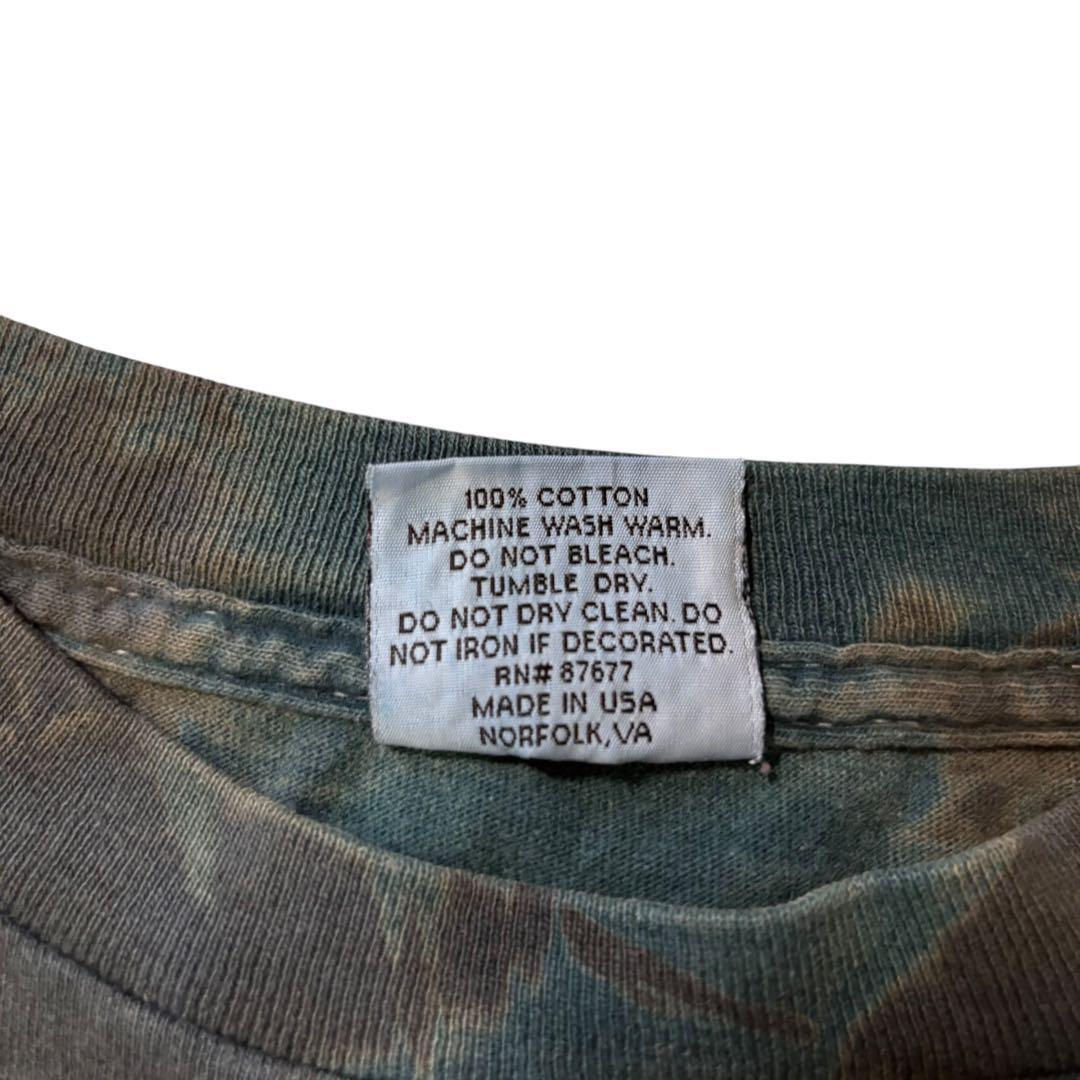 100% COTTON
MACHINE WASH WARM.
DO NOT BLEACH.
TUMBLE DRY.
DO NOT DRY CLEAN. DO
NOT IRON IF DECORATED.
RN# 87677
MADE IN USA
NORFOLK, VA